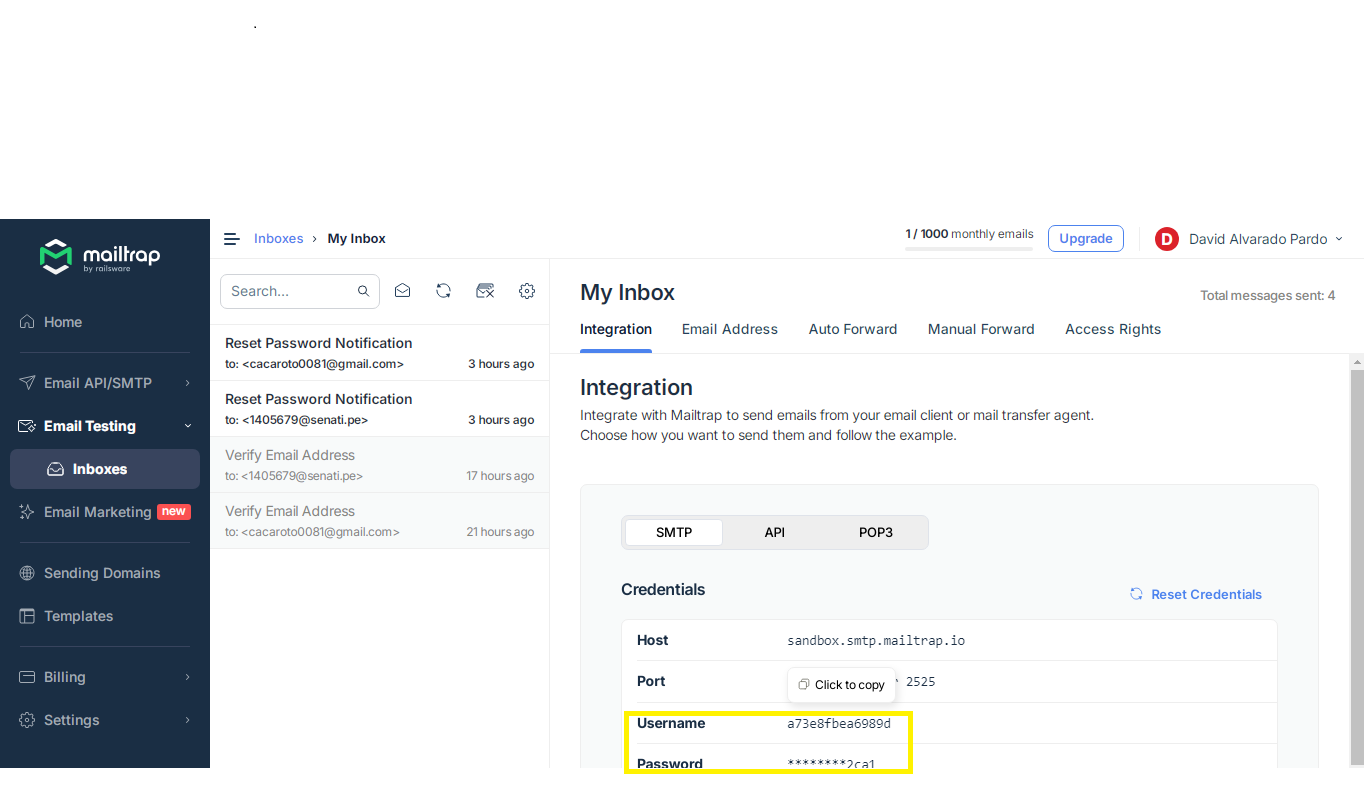 .
mailtrap
by railsware
Home
Email API/SMTP
Email Testing
Inboxes
Email Marketing new
Sending Domains
Templates
Billing
Settings
Inboxes › My Inbox
1 / 1000 monthly emails
Upgrade
D David Alvarado Pardo
Search...
Reset Password Notification
to: <cacaroto0081@gmail.com> 3 hours ago
Reset Password Notification
to: <1405679@senati.pe> 3 hours ago
Verify Email Address
to: <1405679@senati.pe> 17 hours ago
Verify Email Address
to: <cacaroto0081@gmail.com> 21 hours ago
My Inbox
Total messages sent: 4
Integration Email Address Auto Forward Manual Forward Access Rights
Integration
Integrate with Mailtrap to send emails from your email client or mail transfer agent.
Choose how you want to send them and follow the example.
SMTP API POP3
Credentials
Reset Credentials
Host sandbox.smtp.mailtrap.io
Port 2525
Click to copy
Username a73e8fbea6989d
Password ********2ca1